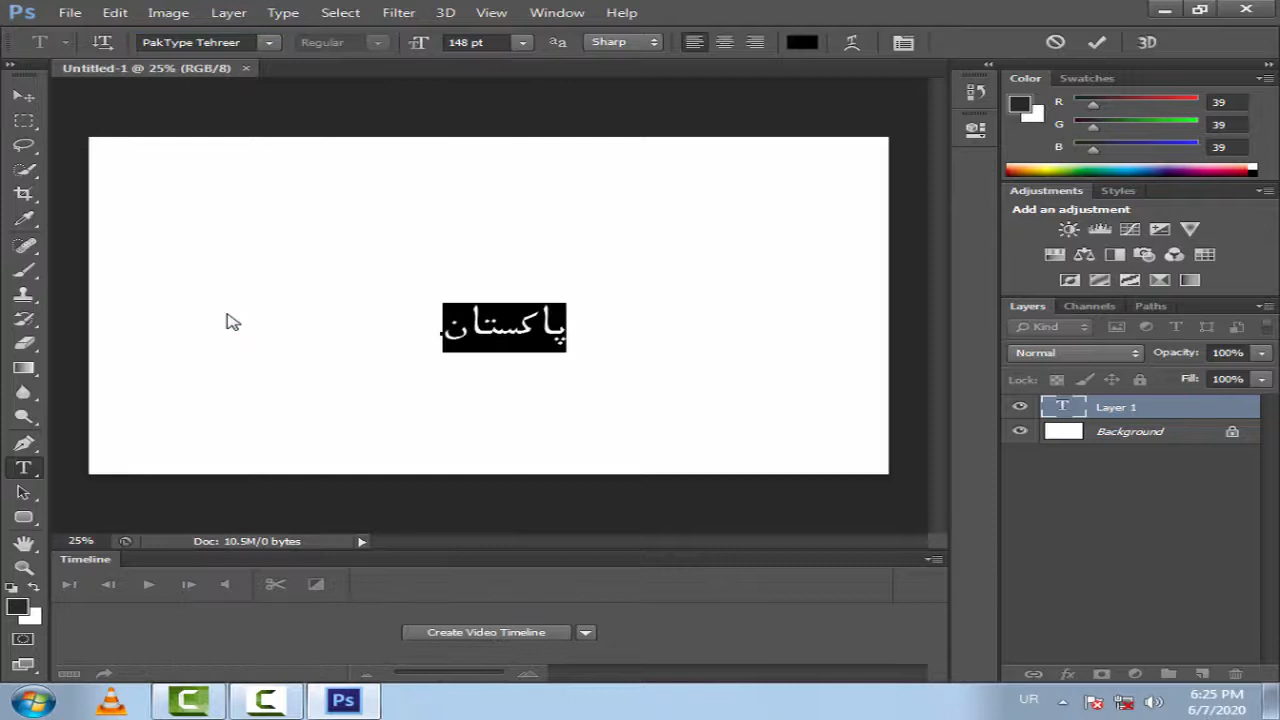 Ps File Edit Image Layer Type Select Filter 3D View Window Help
T PakType Tehreer Regular 148 pt Sharp 3D
Untitled-1 @ 25% (RGB/8) ×
Color Swatches
R 39
G 39
B 39
Adjustments Styles
Add an adjustment
پاکستان
Layers Channels Paths
Kind
Normal Opacity: 100%
Lock: Fill: 100%
T Layer 1
Background
25% Doc: 10.5M/0 bytes
Timeline
Create Video Timeline
UR 6:25 PM
6/7/2020